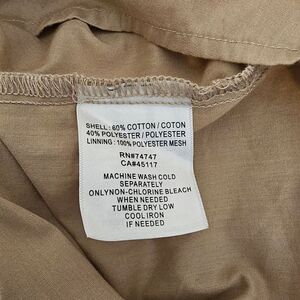 SHELL: 60% COTTON / COTON
40% POLYESTER / POLYESTER
LINNING: 100% POLYESTER MESH
RN#74747
CA#45117
MACHINE WASH COLD
SEPARATELY
ONLYNON-CHLORINE BLEACH
WHEN NEEDED
TUMBLE DRY LOW
COOL IRON
IF NEEDED